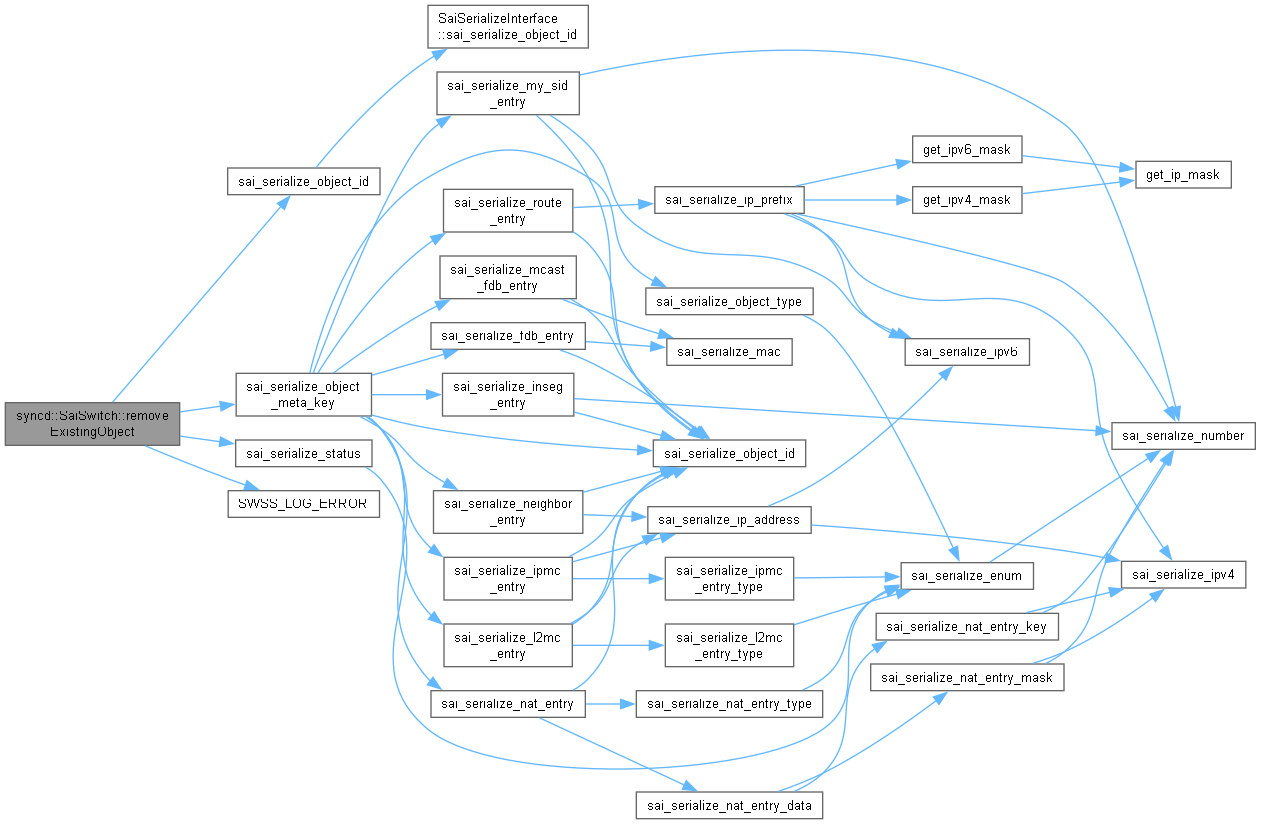 SaiSerializeInterface
::sai_serialize_object_id
sai_serialize_my_sid
_entry
get_ipv6_mask
get_ip_mask
sai_serialize_object_id
sai_serialize_route
_entry
sai_serialize_ip_prefix
get_ipv4_mask
sai_serialize_mcast
_fdb_entry
sai_serialize_object_type
sai_serialize_fdb_entry
sai_serialize_mac
sai_serialize_ipv6
sai_serialize_object
_meta_key
sai_serialize_inseg
_entry
syncd::SaiSwitch::remove
ExistingObject
sai_serialize_status
sai_serialize_object_id
sai_serialize_number
SWSS_LOG_ERROR
sai_serialize_neighbor
_entry
sai_serialize_ip_address
sai_serialize_ipmc
_entry
sai_serialize_ipmc
_entry_type
sai_serialize_enum
sai_serialize_ipv4
sai_serialize_l2mc
_entry
sai_serialize_l2mc
_entry_type
sai_serialize_nat_entry_key
sai_serialize_nat_entry_mask
sai_serialize_nat_entry
sai_serialize_nat_entry_type
sai_serialize_nat_entry_data